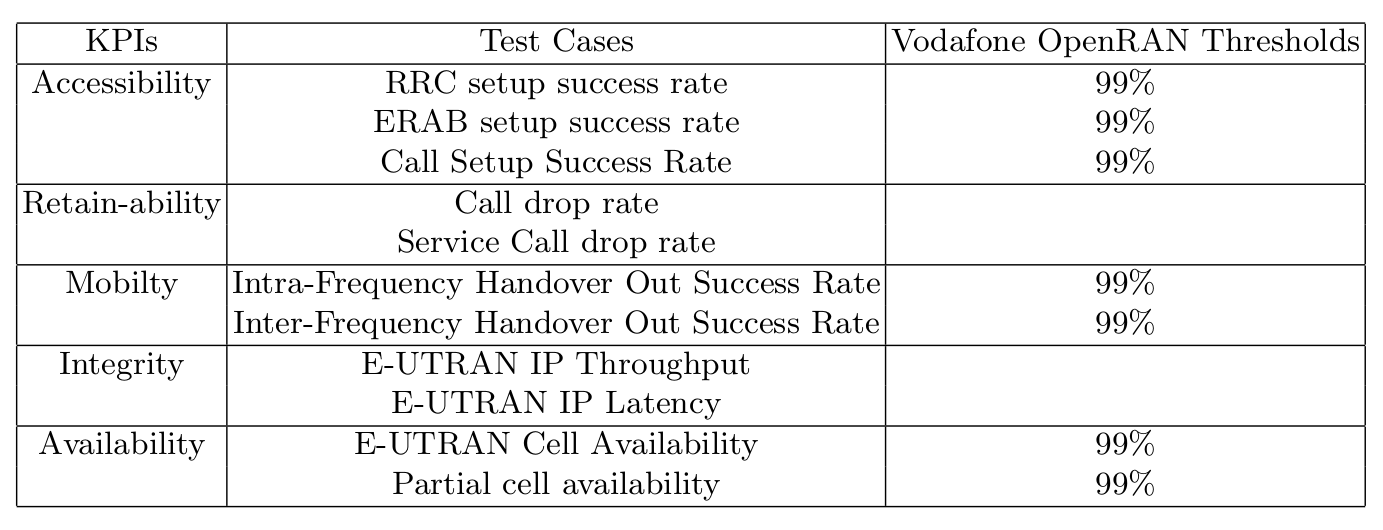 KPIs Test Cases Vodafone OpenRAN Thresholds
Accessibility RRC setup success rate 99%
ERAB setup success rate 99%
Call Setup Success Rate 99%
Retain-ability Call drop rate
Service Call drop rate
Mobilty Intra-Frequency Handover Out Success Rate 99%
Inter-Frequency Handover Out Success Rate 99%
Integrity E-UTRAN IP Throughput
E-UTRAN IP Latency
Availability E-UTRAN Cell Availability 99%
Partial cell availability 99%